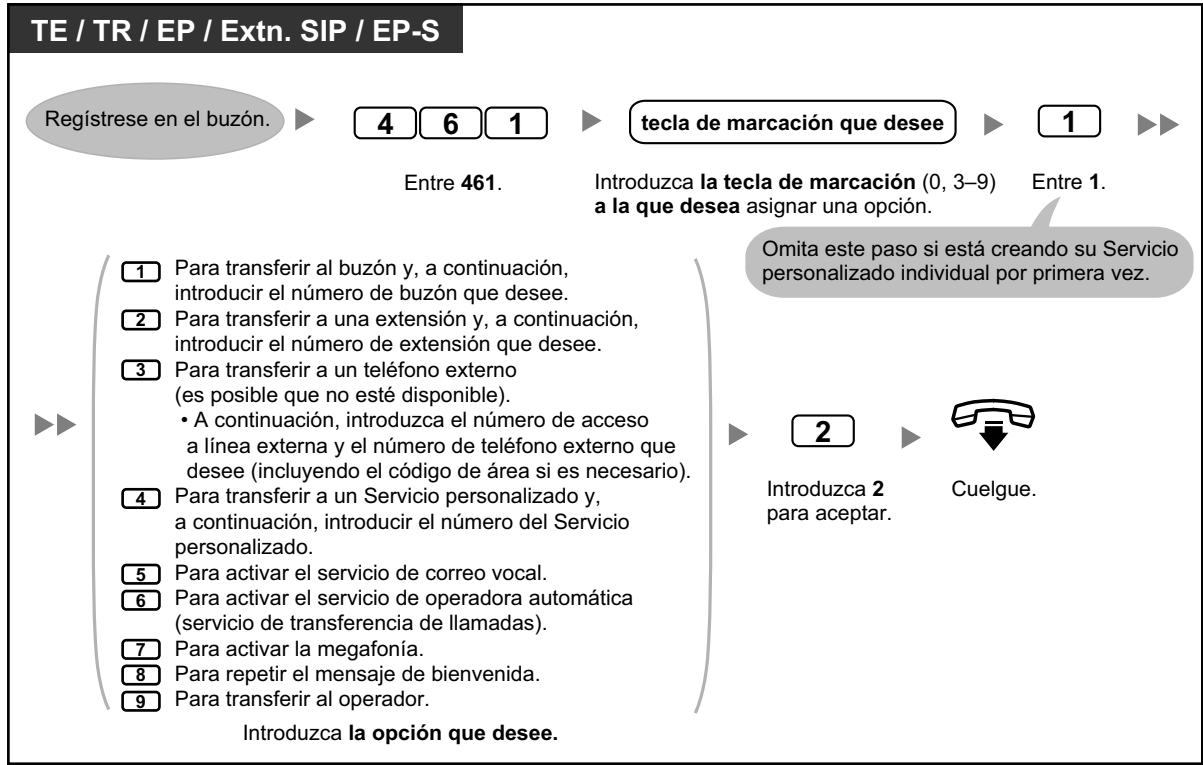 TE / TR / EP / Extn. SIP / EP-S
Regístrese en el buzón.
4 6 1
tecla de marcación que desee
1
Entre 461.
Introduzca la tecla de marcación (0, 3–9)
a la que desea asignar una opción.
Entre 1.
Omita este paso si está creando su Servicio
personalizado individual por primera vez.
1 Para transferir al buzón y, a continuación,
introducir el número de buzón que desee.
2 Para transferir a una extensión y, a continuación,
introducir el número de extensión que desee.
3 Para transferir a un teléfono externo
(es posible que no esté disponible).
• A continuación, introduzca el número de acceso
a línea externa y el número de teléfono externo que
desee (incluyendo el código de área si es necesario).
4 Para transferir a un Servicio personalizado y,
a continuación, introducir el número del Servicio
personalizado.
5 Para activar el servicio de correo vocal.
6 Para activar el servicio de operadora automática
(servicio de transferencia de llamadas).
7 Para activar la megafonía.
8 Para repetir el mensaje de bienvenida.
9 Para transferir al operador.
Introduzca la opción que desee.
2
Introduzca 2
para aceptar.
Cuelgue.